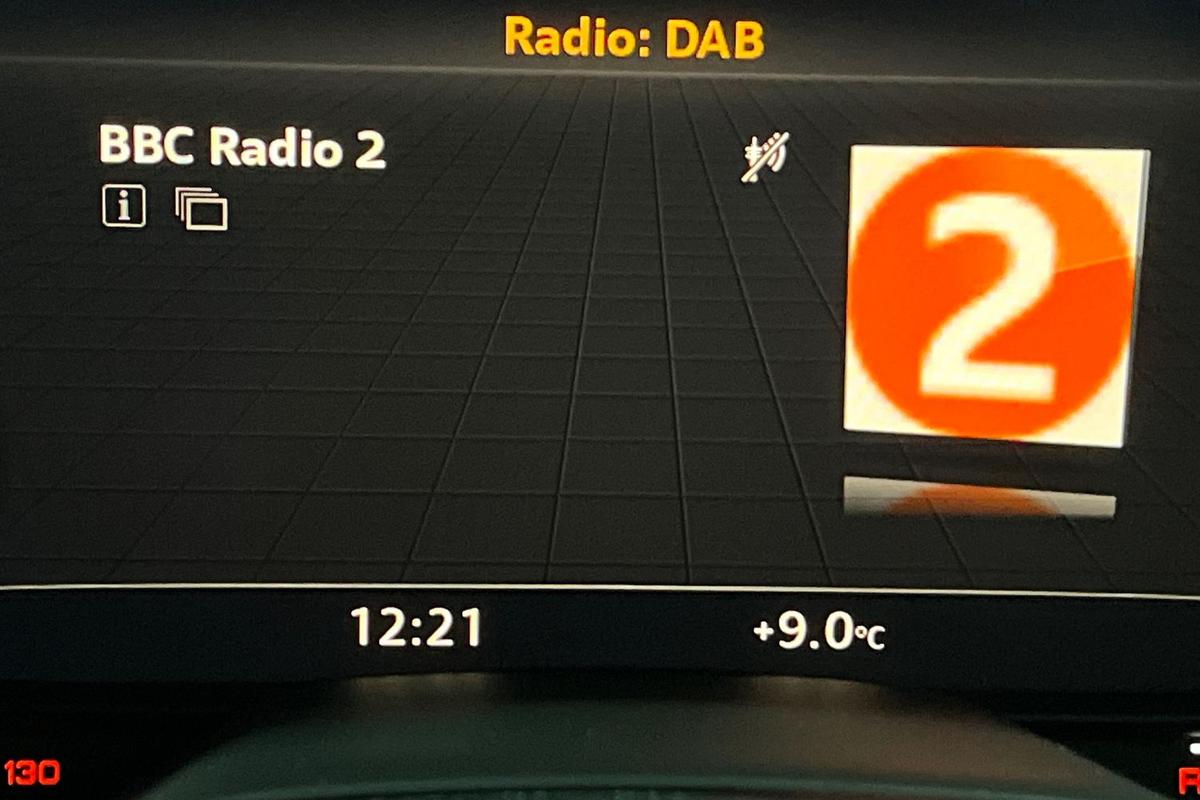 Radio: DAB
BBC Radio 2
i
2
12:21
+9.0°C
130